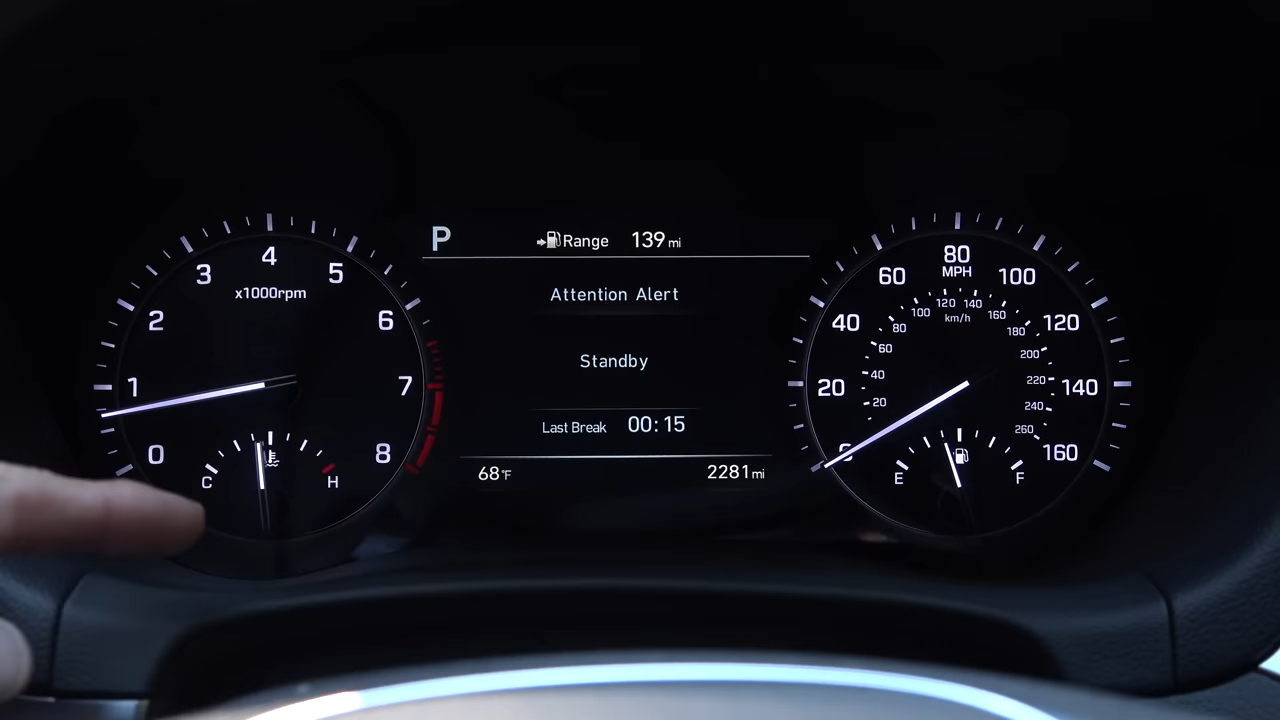 P
Range 139 mi
Attention Alert
Standby
Last Break 00:15
68°F 2281 mi
0 1 2 3 4 5 6 7 8
x1000rpm
C H
0 20 40 60 80 100 120 140 160
MPH
20 40 60 80 100 120 140 160 180 200 220 240 260
km/h
E F